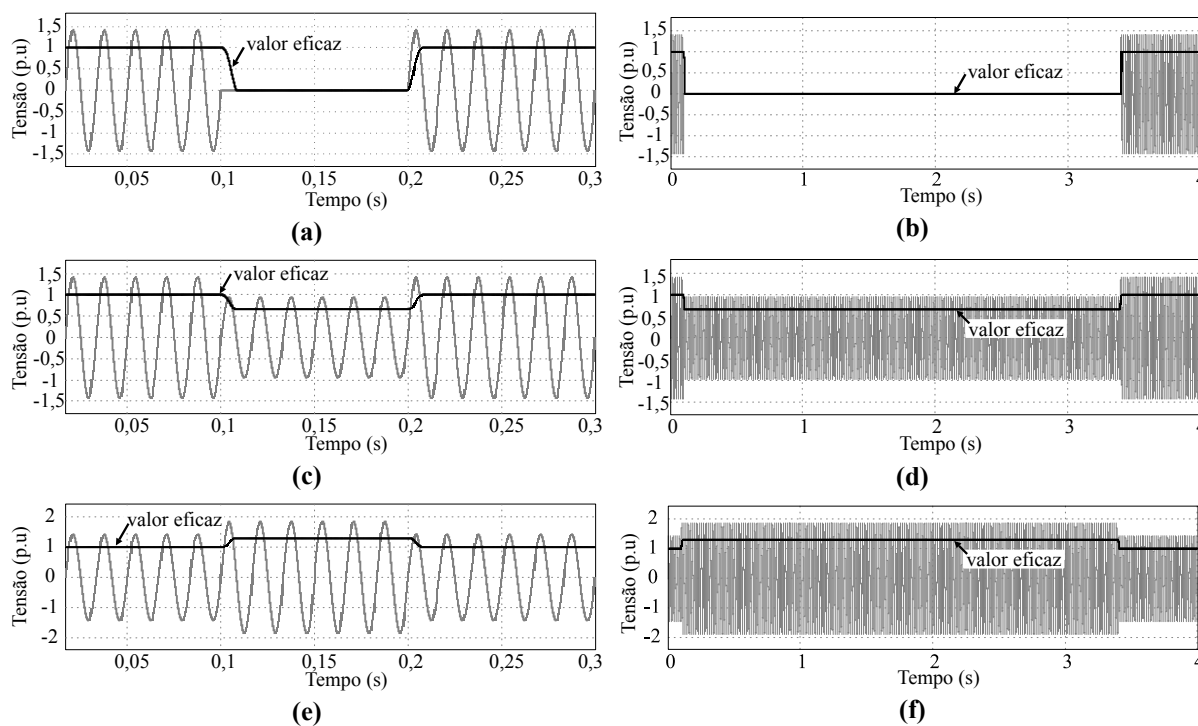 1,5
1
0,5
0
-0,5
-1
-1,5
Tensão (p.u)
valor eficaz
0,05 0,1 0,15 0,2 0,25 0,3
Tempo (s)
(a)
1,5
1
0,5
0
-0,5
-1
-1,5
Tensão (p.u)
valor eficaz
0 1 2 3 4
Tempo (s)
(b)
1,5
1
0,5
0
-0,5
-1
-1,5
Tensão (p.u)
valor eficaz
0,05 0,1 0,15 0,2 0,25 0,3
Tempo (s)
(c)
1,5
1
0,5
0
-0,5
-1
-1,5
Tensão (p.u)
valor eficaz
0 1 2 3 4
Tempo (s)
(d)
2
1
0
-1
-2
Tensão (p.u)
valor eficaz
0,05 0,1 0,15 0,2 0,25 0,3
Tempo (s)
(e)
2
1
0
-1
-2
Tensão (p.u)
valor eficaz
0 1 2 3 4
Tempo (s)
(f)